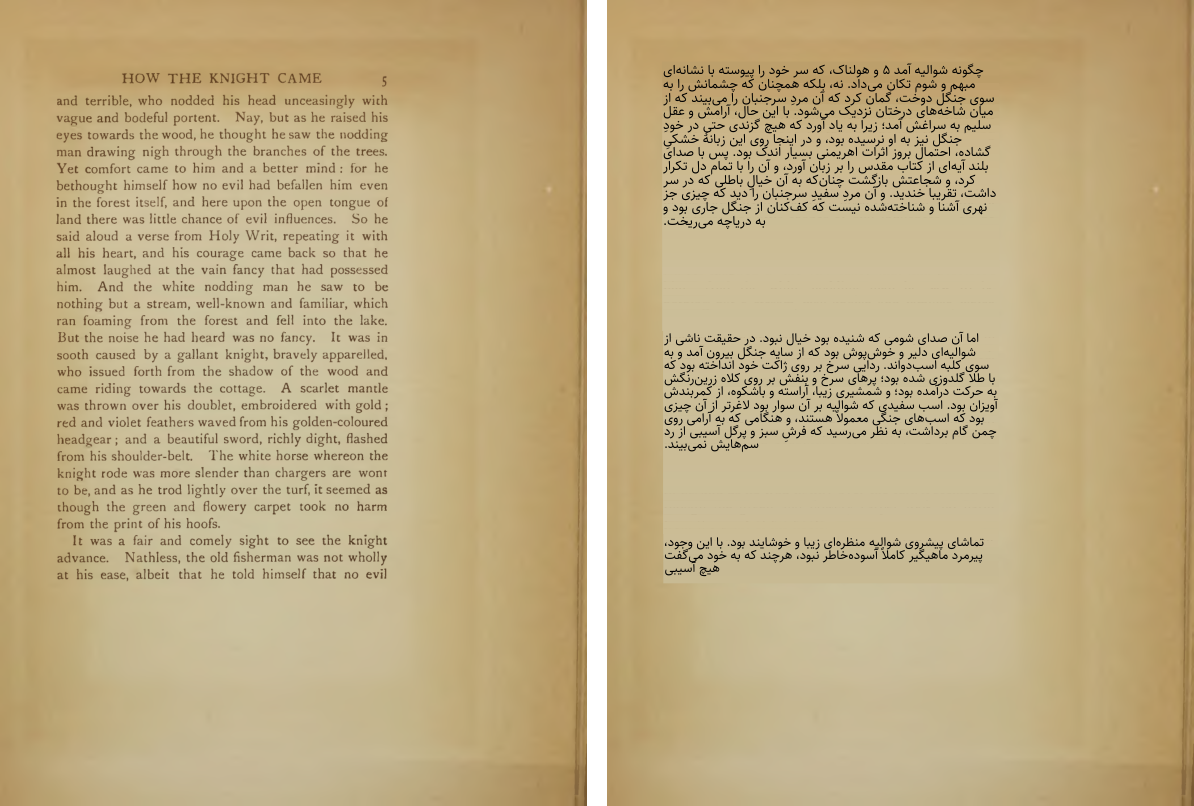 HOW THE KNIGHT CAME 5
and terrible, who nodded his head unceasingly with
vague and bodeful portent. Nay, but as he raised his
eyes towards the wood, he thought he saw the nodding
man drawing nigh through the branches of the trees.
Yet comfort came to him and a better mind: for he
bethought himself how no evil had befallen him even
in the forest itself, and here upon the open tongue of
land there was little chance of evil influences. So he
said aloud a verse from Holy Writ, repeating it with
all his heart, and his courage came back so that he
almost laughed at the vain fancy that had possessed
him. And the white nodding man he saw to be
nothing but a stream, well-known and familiar, which
ran foaming from the forest and fell into the lake.
But the noise he had heard was no fancy. It was in
sooth caused by a gallant knight, bravely apparelled,
who issued forth from the shadow of the wood and
came riding towards the cottage. A scarlet mantle
was thrown over his doublet, embroidered with gold;
red and violet feathers waved from his golden-coloured
headgear; and a beautiful sword, richly dight, flashed
from his shoulder-belt. The white horse whereon the
knight rode was more slender than chargers are wont
to be, and as he trod lightly over the turf, it seemed as
though the green and flowery carpet took no harm
from the print of his hoofs.
It was a fair and comely sight to see the knight
advance. Nathless, the old fisherman was not wholly
at his ease, albeit that he told himself that no evil
چگونه شوالیه آمد ۵ و هولناک، که سر خود را پیوسته با نشانه‌ای
مبهم و شوم تکان می‌داد. نه، بلکه همچنان که چشمانش را به
سوی جنگل دوخت، گمان کرد که آن مردِ سرجنبان را می‌بیند که از
میان شاخه‌های درختان نزدیک می‌شود. با این حال، آرامش و عقل
سلیم به سراغش آمد؛ زیرا به یاد آورد که هیچ گزندی حتی در خودِ
جنگل نیز به او نرسیده بود، و در اینجا روی این زبانهٔ خشکیِ
گشاده، احتمال بروز اثرات اهریمنی بسیار اندک بود. پس با صدای
بلند آیه‌ای از کتاب مقدس را بر زبان آورد، و آن را با تمام دل تکرار
کرد، و شجاعتش بازگشت چنان‌که به آن خیالِ باطلی که در سر
داشت، تقریبا خندید. و آن مردِ سفیدِ سرجنبان را دید که چیزی جز
نهری آشنا و شناخته‌شده نیست که کف‌کنان از جنگل جاری بود و
به دریاچه می‌ریخت.
اما آن صدای شومی که شنیده بود خیال نبود. در حقیقت ناشی از
شوالیه‌ای دلیر و خوش‌پوش بود که از سایه جنگل بیرون آمد و به
سوی کلبه اسب‌دواند. ردایی سرخ بر روی ژاکت خود انداخته بود که
با طلا گلدوزی شده بود؛ پرهای سرخ و بنفش بر روی کلاه زرین‌رنگش
به حرکت درآمده بود؛ و شمشیری زیبا، آراسته و باشکوه، از کمربندش
آویزان بود. اسب سفیدی که شوالیه بر آن سوار بود لاغرتر از آن چیزی
بود که اسب‌های جنگی معمولاً هستند، و هنگامی که به آرامی روی
چمن گام برداشت، به نظر می‌رسید که فرشِ سبز و پرگل آسیبی از رد
سم‌هایش نمی‌بیند.
تماشای پیشروی شوالیه منظره‌ای زیبا و خوشایند بود. با این وجود،
پیرمرد ماهیگیر کاملاً آسوده‌خاطر نبود، هرچند که به خود می‌گفت
هیچ آسیبی